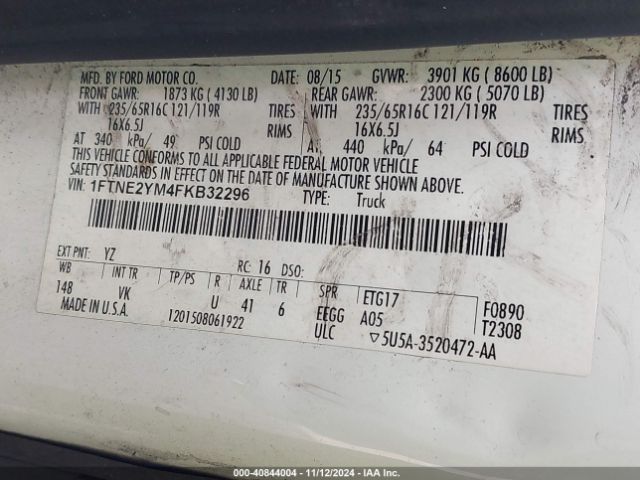 MFD. BY FORD MOTOR CO. DATE: 08/15 GVWR: 3901 KG ( 8600 LB)
FRONT GAWR: 1873 KG ( 4130 LB) REAR GAWR: 2300 KG ( 5070 LB)
WITH 235/65R16C 121/119R TIRES WITH 235/65R16C 121/119R TIRES
16X6.5J RIMS 16X6.5J RIMS
AT 340 kPa/ 49 PSI COLD AT 440 kPa/ 64 PSI COLD
THIS VEHICLE CONFORMS TO ALL APPLICABLE FEDERAL MOTOR VEHICLE
SAFETY STANDARDS IN EFFECT ON THE DATE OF MANUFACTURE SHOWN ABOVE.
VIN: 1FTNE2YM4FKB32296 TYPE: Truck
EXT PNT: YZ RC: 16 DSO:
WB INT TR TP/PS R AXLE TR SPR ETG17 F0890
148 VK U 41 6 EEGG A05 T2308
MADE IN U.S.A. 1201508061922 ULC ▽5U5A-3520472-AA
000-40844004 - 11/12/2024 - IAA Inc.